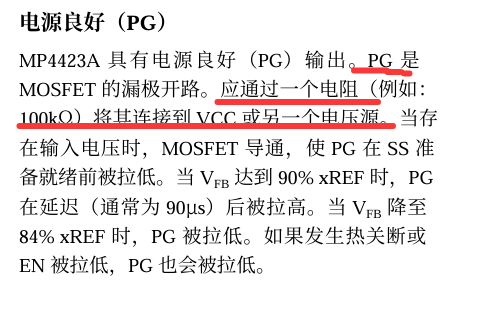 电源良好（PG）
MP4423A 具有电源良好（PG）输出。PG 是
MOSFET 的漏极开路。应通过一个电阻（例如：
100kΩ）将其连接到 VCC 或另一个电压源。当存
在输入电压时，MOSFET 导通，使 PG 在 SS 准
备就绪前被拉低。当 VFB 达到 90% xREF 时，PG
在延迟（通常为 90µs）后被拉高。当 VFB 降至
84% xREF 时，PG 被拉低。如果发生热关断或
EN 被拉低，PG 也会被拉低。